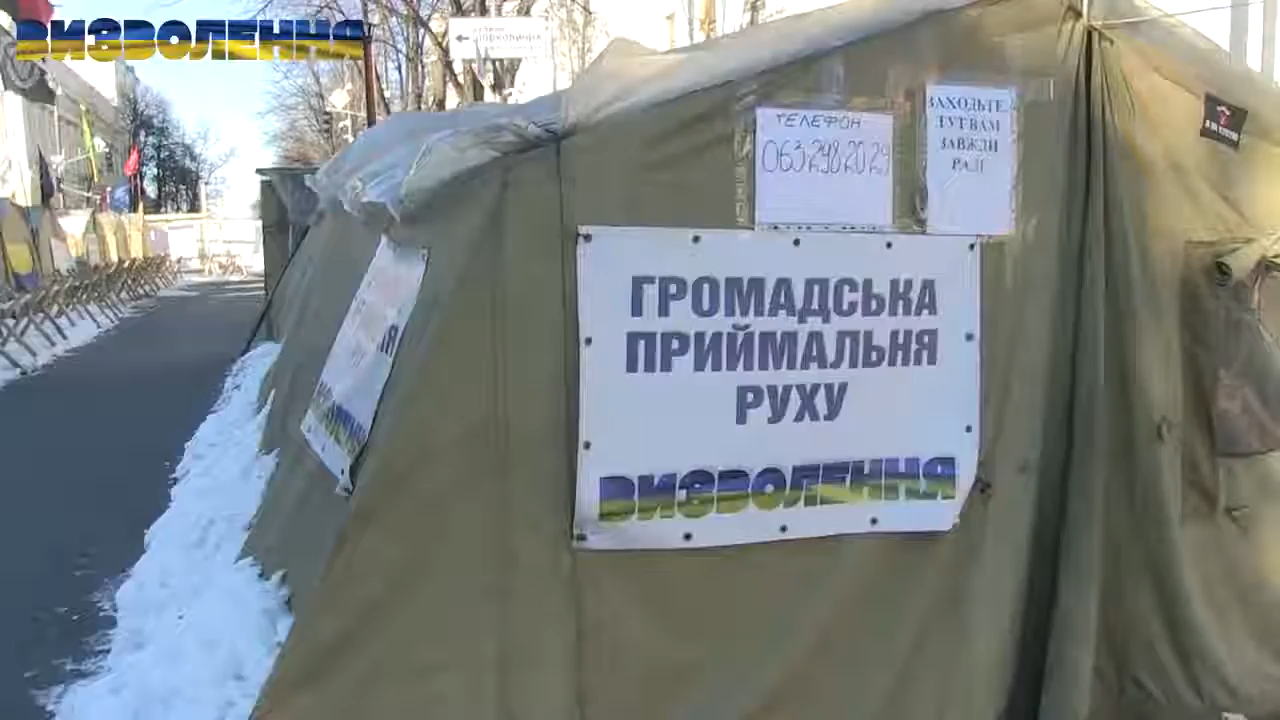 ВИЗВОЛЕННЯ
ТЕЛЕФОН
063 298 20 29
ЗАХОДЬТЕ.
ТУТ ВАМ
ЗАВЖДИ
РАДІ
ГРОМАДСЬКА
ПРИЙМАЛЬНЯ
РУХУ
ВИЗВОЛЕННЯ